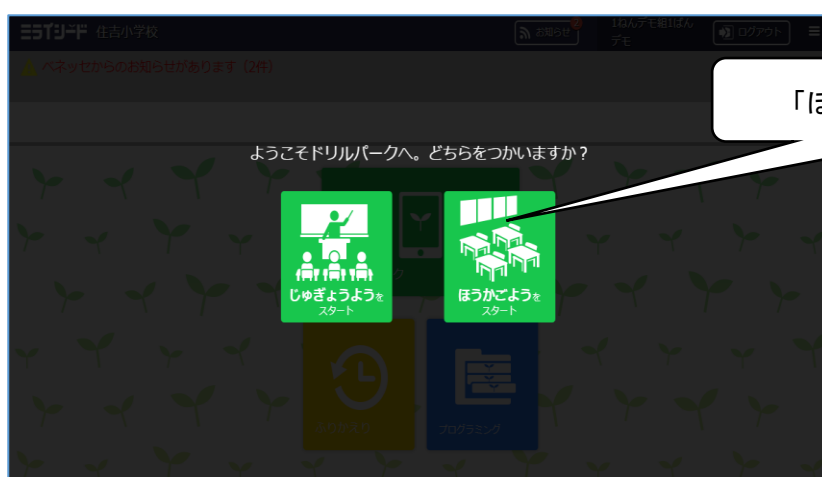 ミライシード 住吉小学校
お知らせ
1ねんデモ組1ばん
デモ
ログアウト
ベネッセからのお知らせがあります (2件)
「ほ
ようこそドリルパークへ。どちらをつかいますか？
じゅぎょうようを
スタート
ほうかごようを
スタート
プログラミング